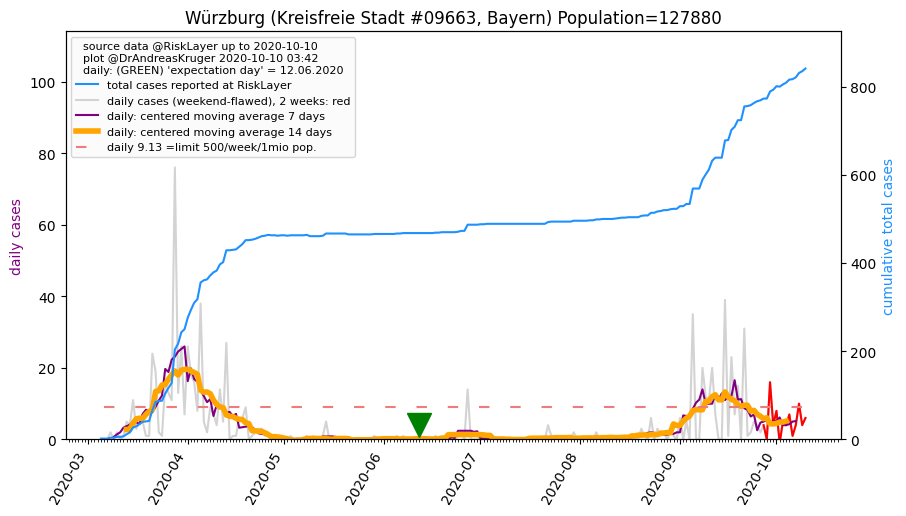 Würzburg (Kreisfreie Stadt #09663, Bayern) Population=127880
source data @RiskLayer up to 2020-10-10
plot @DrAndreasKruger 2020-10-10 03:42
daily: (GREEN) 'expectation day' = 12.06.2020
total cases reported at RiskLayer
daily cases (weekend-flawed), 2 weeks: red
daily: centered moving average 7 days
daily: centered moving average 14 days
daily 9.13 =limit 500/week/1mio pop.
daily cases
100
80
60
40
20
0
cumulative total cases
800
600
400
200
0
2020-03
2020-04
2020-05
2020-06
2020-07
2020-08
2020-09
2020-10